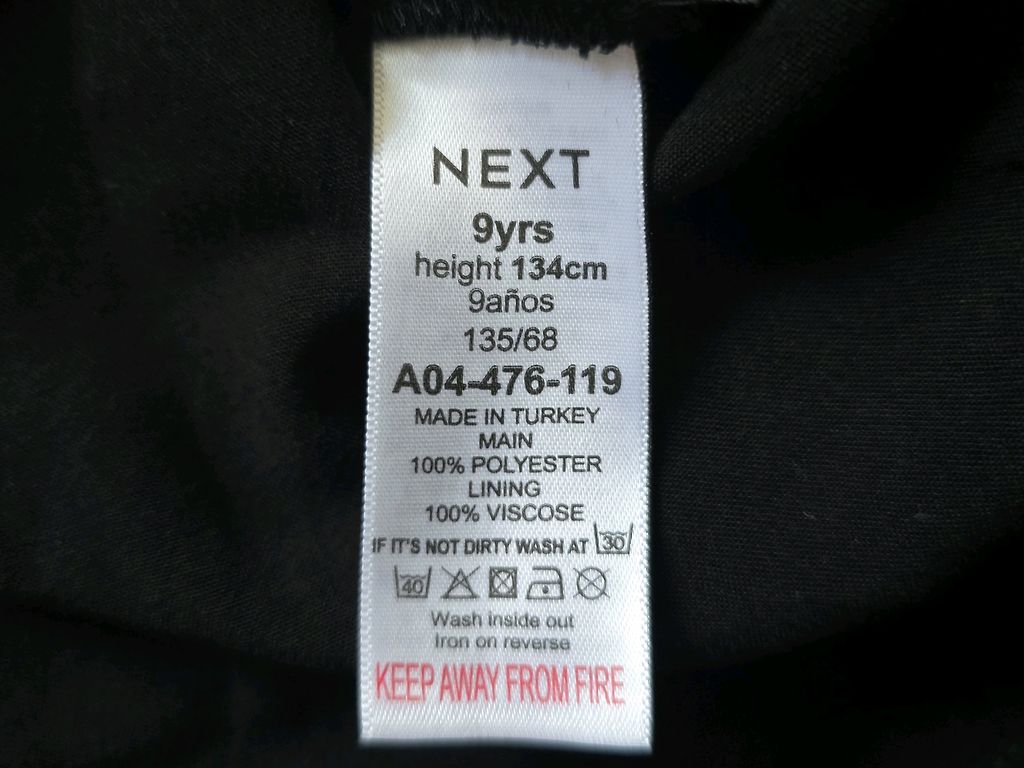 NEXT
9yrs
height 134cm
9años
135/68
A04-476-119
MADE IN TURKEY
MAIN
100% POLYESTER
LINING
100% VISCOSE
IF IT'S NOT DIRTY WASH AT 30
40
Wash inside out
Iron on reverse
KEEP AWAY FROM FIRE